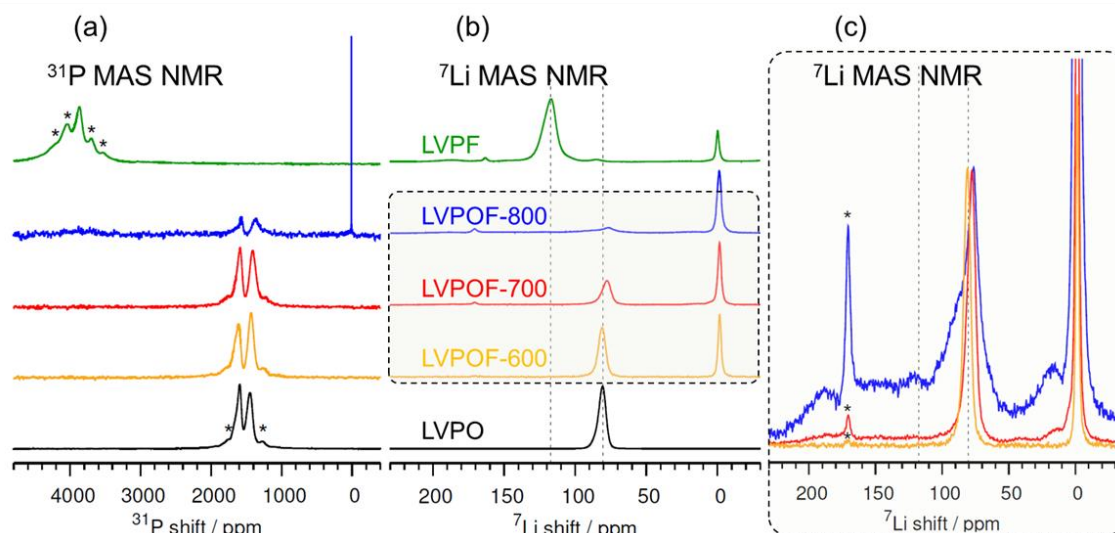 (a)
³¹P MAS NMR
* * * *
* *
4000 3000 2000 1000 0
³¹P shift / ppm
(b)
⁷Li MAS NMR
LVPF
LVPOF-800
LVPOF-700
LVPOF-600
LVPO
200 150 100 50 0
⁷Li shift / ppm
(c)
⁷Li MAS NMR
*
*
*
200 150 100 50 0
⁷Li shift / ppm